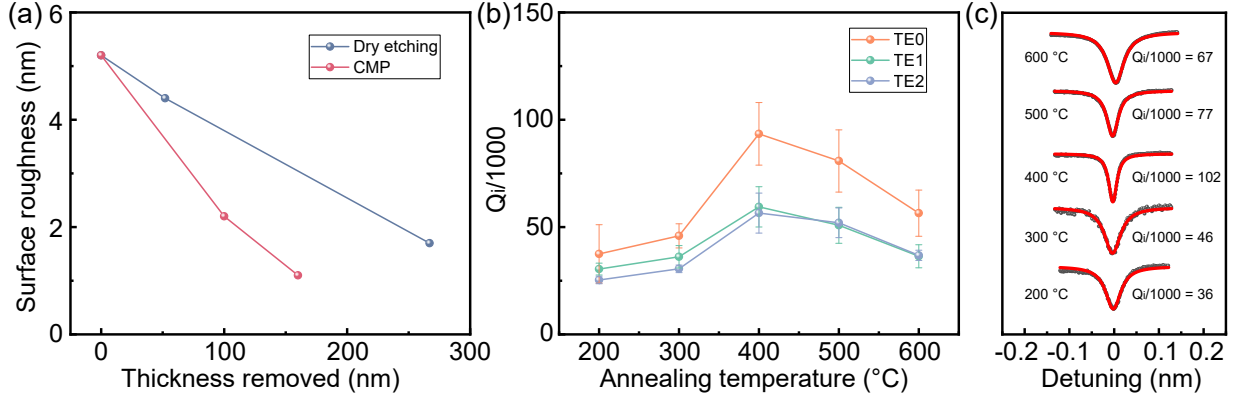 (a)
6
4
2
0
Surface roughness (nm)
Dry etching
CMP
0
100
200
300
Thickness removed (nm)
(b)
150
100
50
0
Qi/1000
TE0
TE1
TE2
200
300
400
500
600
Annealing temperature (°C)
(c)
600 °C
Qi/1000 = 67
500 °C
Qi/1000 = 77
400 °C
Qi/1000 = 102
300 °C
Qi/1000 = 46
200 °C
Qi/1000 = 36
-0.2
-0.1
0
0.1
0.2
Detuning (nm)